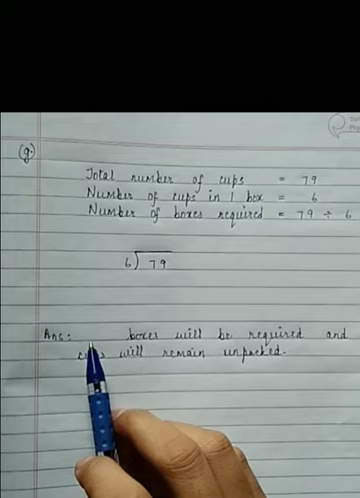 (g.)
Total number of cups = 79
Number of cups in 1 box = 6
Number of boxes required = 79 ÷ 6
6) 79
Ans: boxes will be required and
cups will remain unpacked.